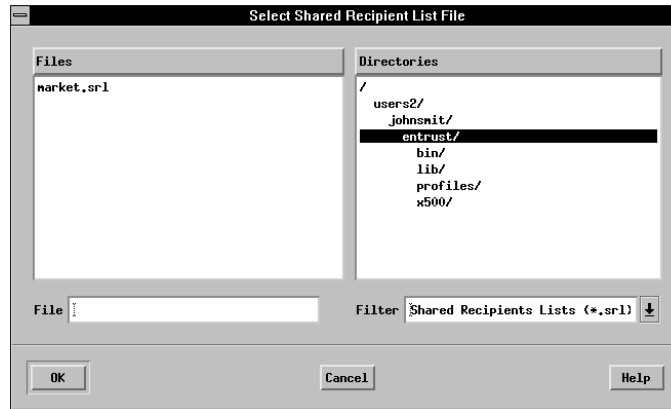 Select Shared Recipient List File
Files
market.srl
Directories
/
users2/
johnsmit/
entrust/
bin/
lib/
profiles/
x500/
File
Filter Shared Recipients Lists (*.srl)
OK Cancel Help